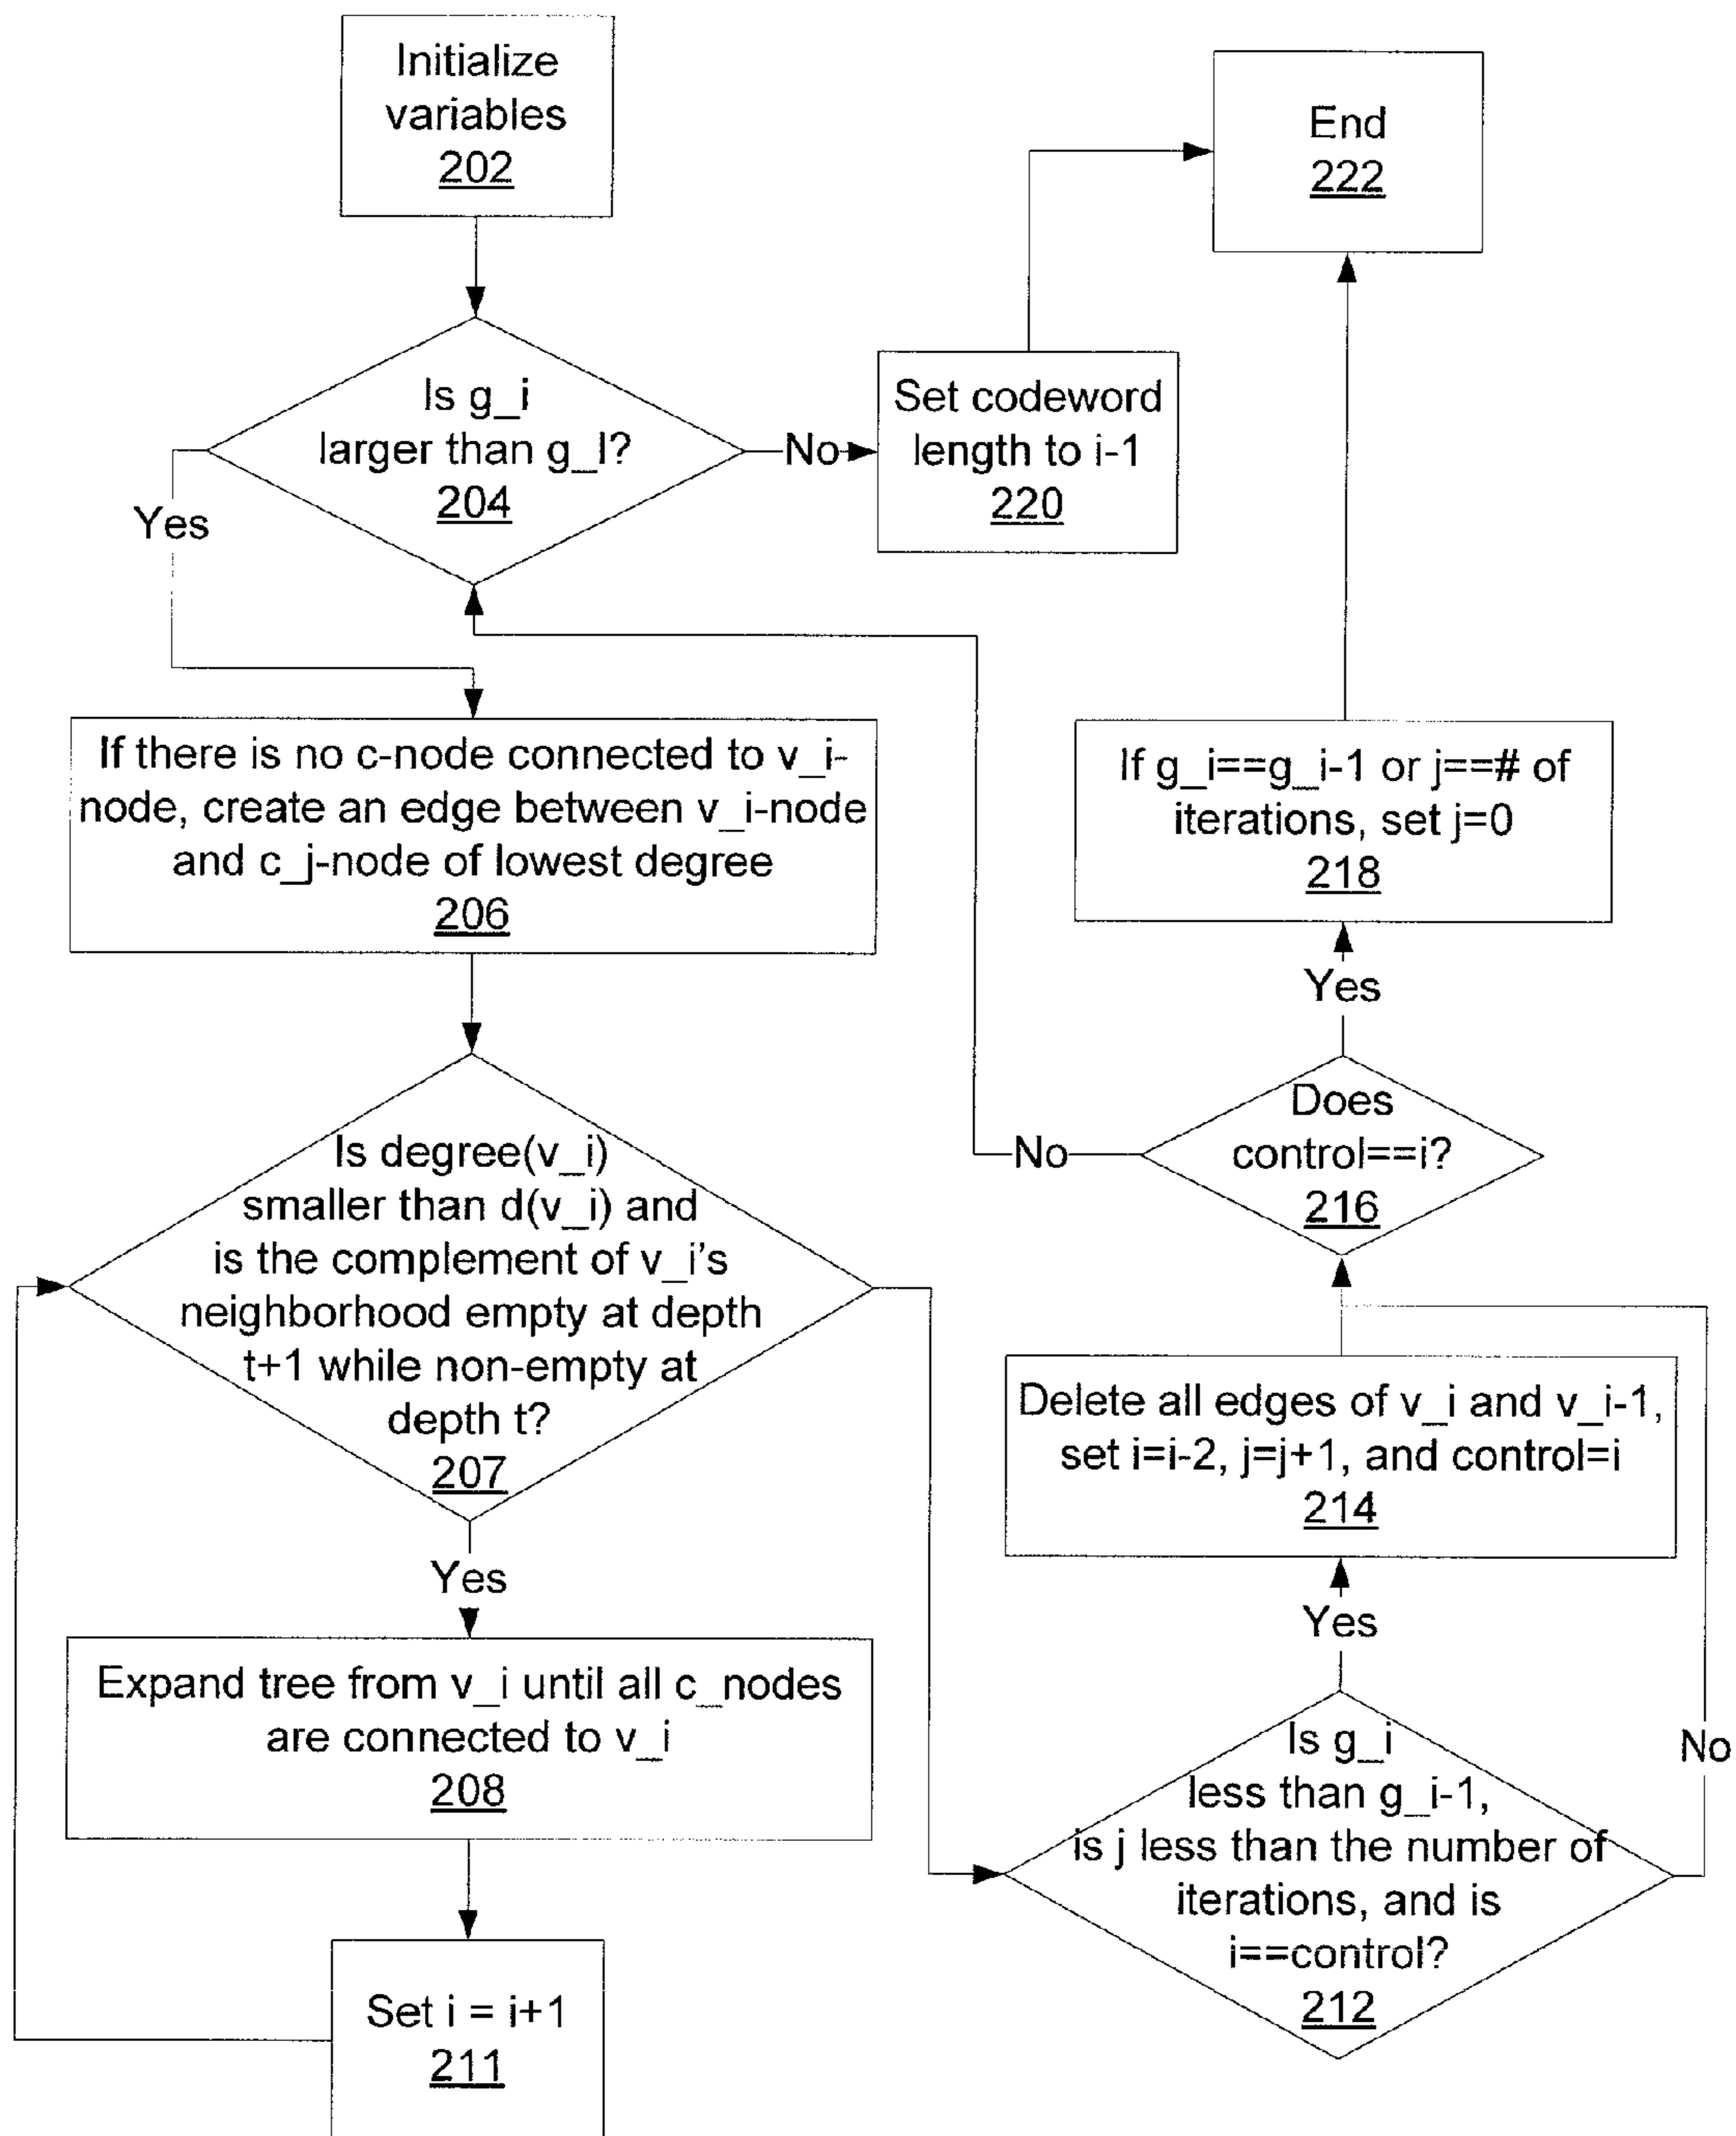 Initialize
variables
202
End
222
Is g_i
larger than g_l?
204
No
Set codeword
length to i-1
220
Yes
If there is no c-node connected to v_i-
node, create an edge between v_i-node
and c_j-node of lowest degree
206
If g_i==g_i-1 or j==# of
iterations, set j=0
218
Yes
Does
control==i?
216
No
Is degree(v_i)
smaller than d(v_i) and
is the complement of v_i's
neighborhood empty at depth
t+1 while non-empty at
depth t?
207
Delete all edges of v_i and v_i-1,
set i=i-2, j=j+1, and control=i
214
Yes
Yes
Expand tree from v_i until all c_nodes
are connected to v_i
208
Is g_i
less than g_i-1,
is j less than the number of
iterations, and is
i==control?
212
No
Set i = i+1
211